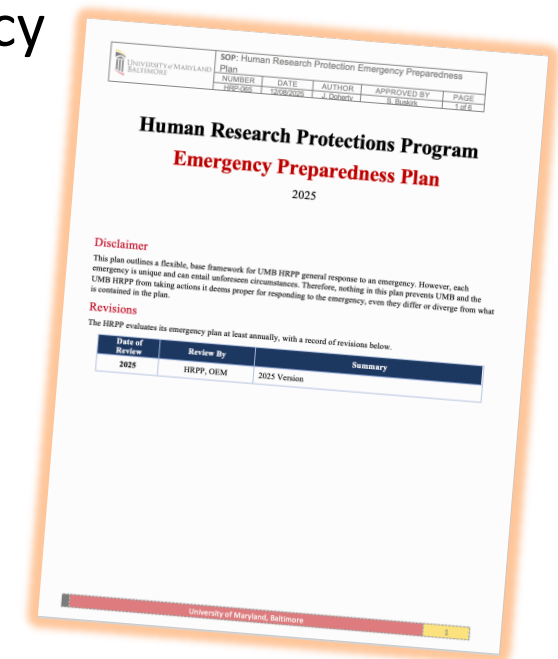 cy
UNIVERSITY of MARYLAND
BALTIMORE
SOP: Human Research Protection Emergency Preparedness
Plan
NUMBER DATE AUTHOR APPROVED BY PAGE
HRP-065 12/08/2025 J. Doherty S. Buskirk 1 of 6
Human Research Protections Program
Emergency Preparedness Plan
2025
Disclaimer
This plan outlines a flexible, base framework for UMB HRPP general response to an emergency. However, each
emergency is unique and can entail unforeseen circumstances. Therefore, nothing in this plan prevents UMB and the
UMB HRPP from taking actions it deems proper for responding to the emergency, even they differ or diverge from what
is contained in the plan.
Revisions
The HRPP evaluates its emergency plan at least annually, with a record of revisions below.
Date of
Review
Review By
Summary
2025 HRPP, OEM 2025 Version
University of Maryland, Baltimore
1